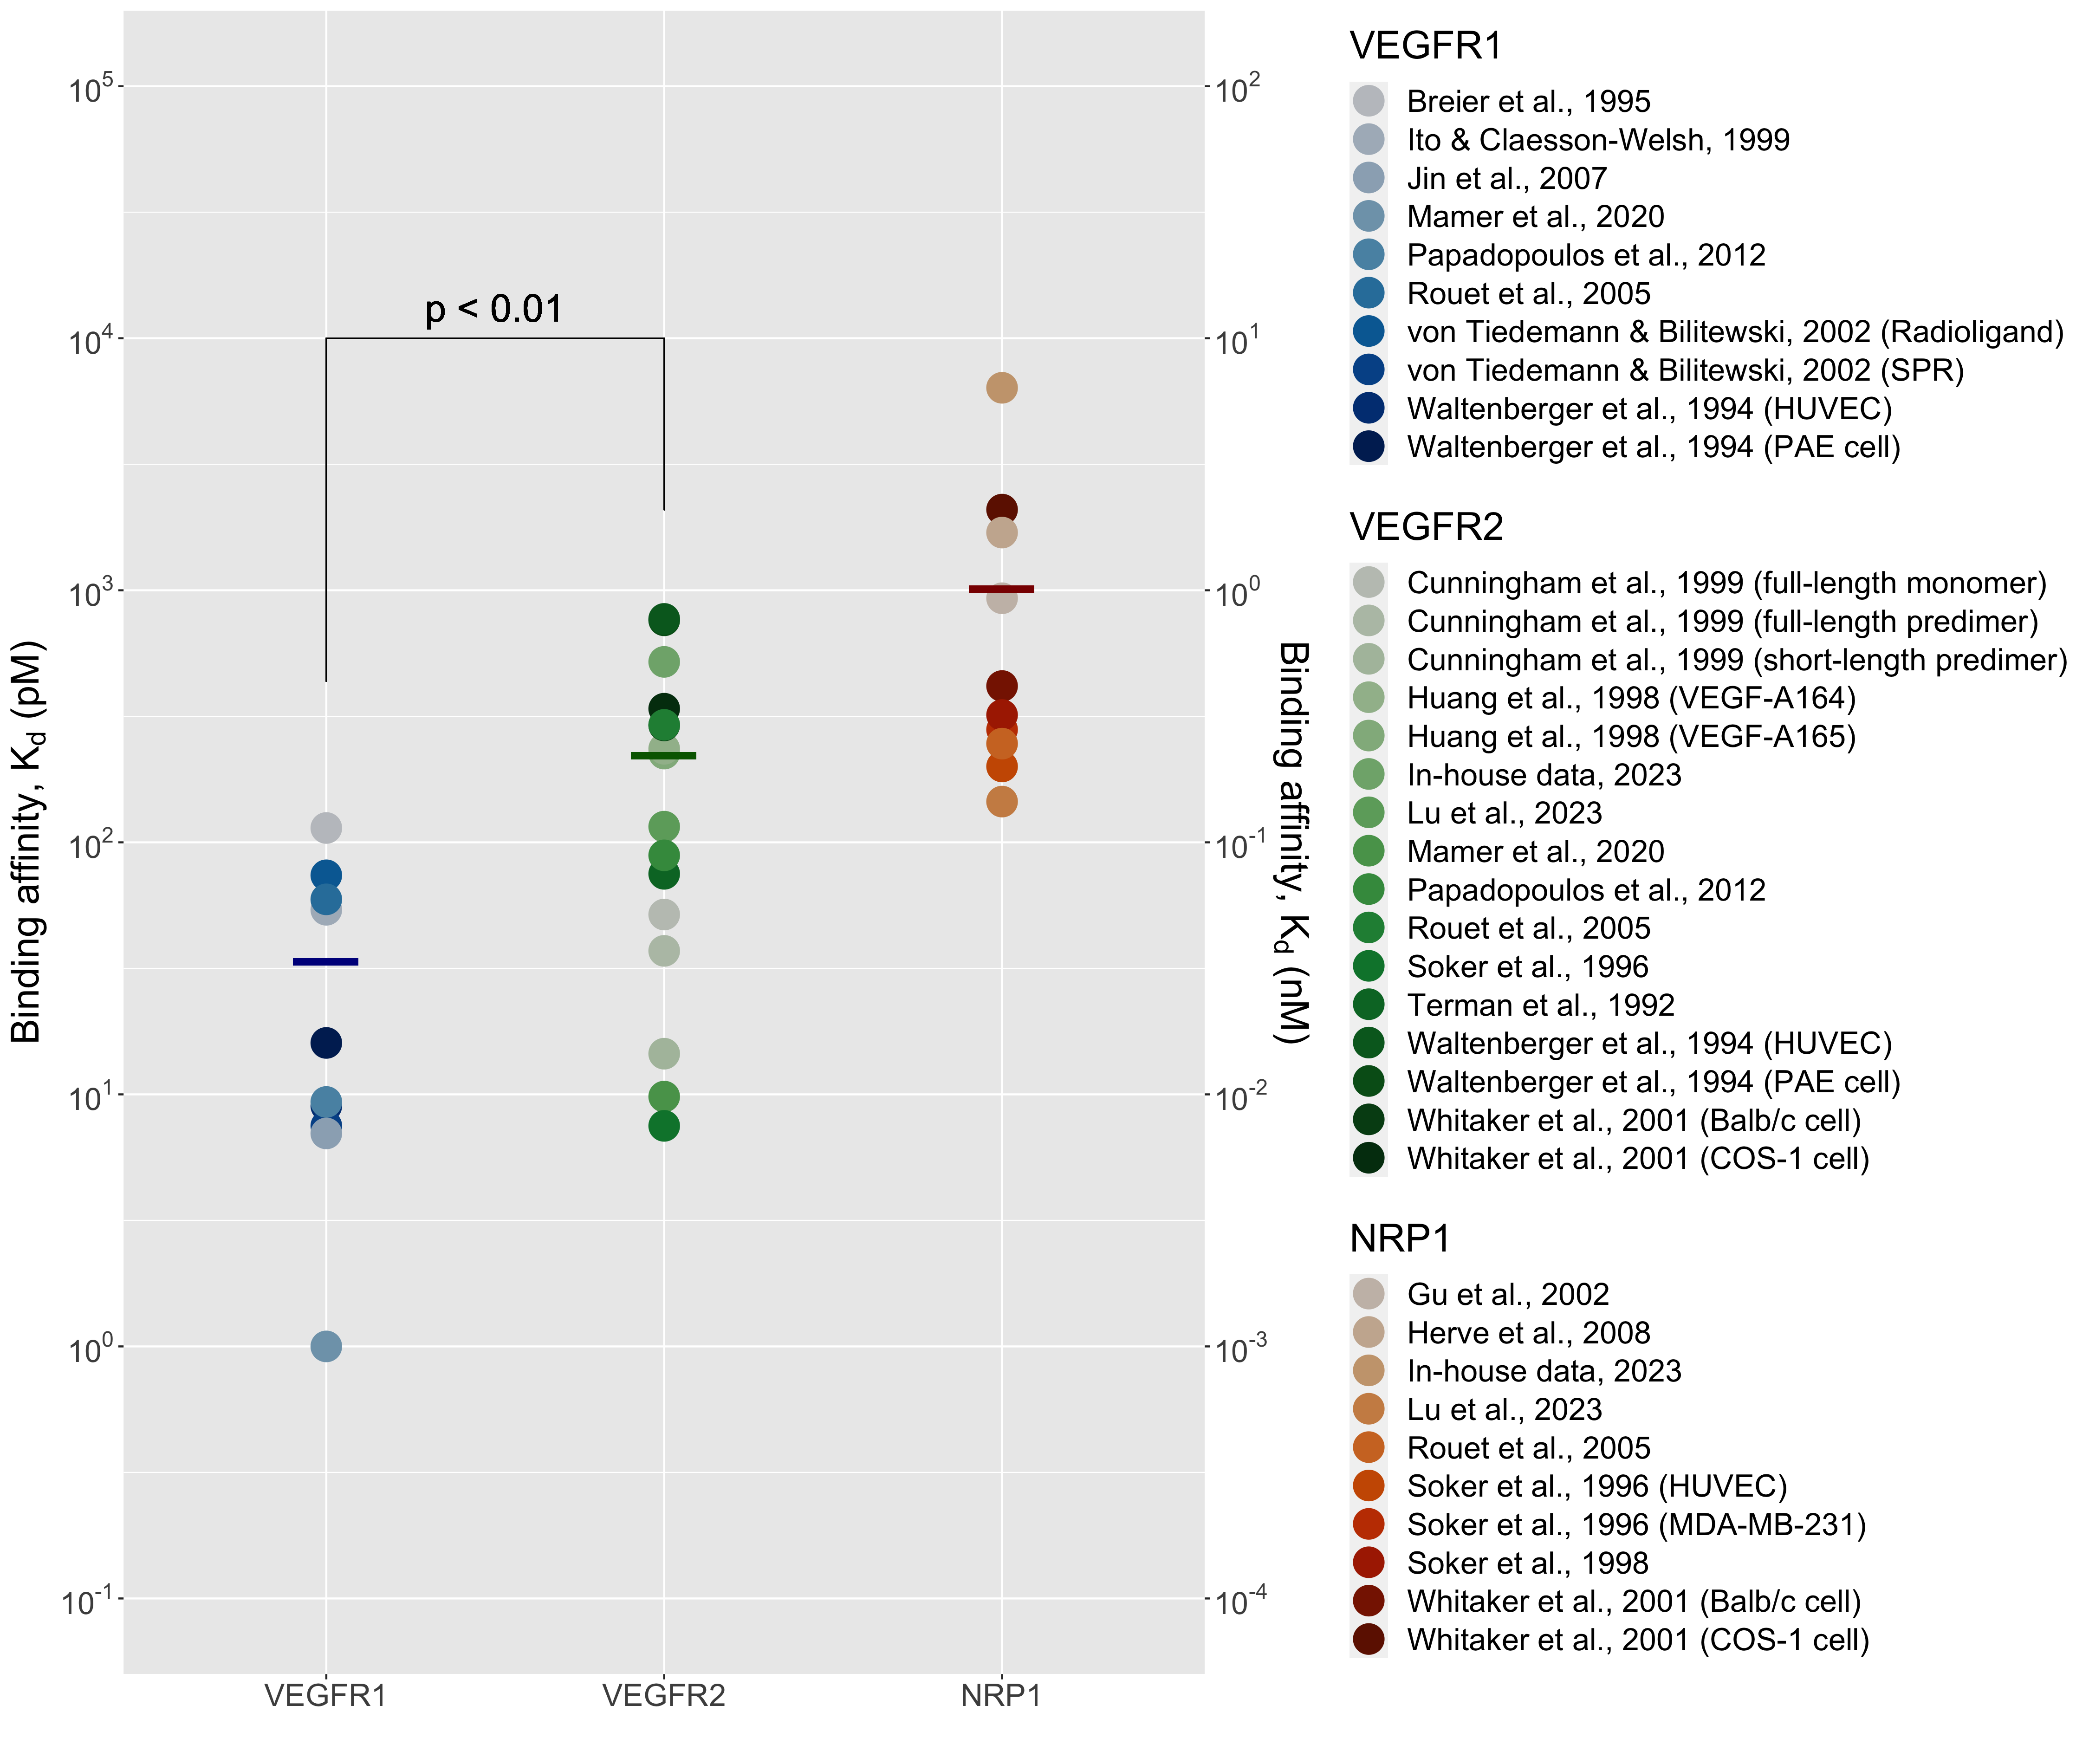 10^5
10^4
10^3
10^2
10^1
10^0
10^-1
Binding affinity, K_d (pM)
p < 0.01
VEGFR1
VEGFR2
NRP1
10^2
10^1
10^0
10^-1
10^-2
10^-3
10^-4
Binding affinity, K_d (nM)
VEGFR1
Breier et al., 1995
Ito & Claesson-Welsh, 1999
Jin et al., 2007
Mamer et al., 2020
Papadopoulos et al., 2012
Rouet et al., 2005
von Tiedemann & Bilitewski, 2002 (Radioligand)
von Tiedemann & Bilitewski, 2002 (SPR)
Waltenberger et al., 1994 (HUVEC)
Waltenberger et al., 1994 (PAE cell)
VEGFR2
Cunningham et al., 1999 (full-length monomer)
Cunningham et al., 1999 (full-length predimer)
Cunningham et al., 1999 (short-length predimer)
Huang et al., 1998 (VEGF-A164)
Huang et al., 1998 (VEGF-A165)
In-house data, 2023
Lu et al., 2023
Mamer et al., 2020
Papadopoulos et al., 2012
Rouet et al., 2005
Soker et al., 1996
Terman et al., 1992
Waltenberger et al., 1994 (HUVEC)
Waltenberger et al., 1994 (PAE cell)
Whitaker et al., 2001 (Balb/c cell)
Whitaker et al., 2001 (COS-1 cell)
NRP1
Gu et al., 2002
Herve et al., 2008
In-house data, 2023
Lu et al., 2023
Rouet et al., 2005
Soker et al., 1996 (HUVEC)
Soker et al., 1996 (MDA-MB-231)
Soker et al., 1998
Whitaker et al., 2001 (Balb/c cell)
Whitaker et al., 2001 (COS-1 cell)